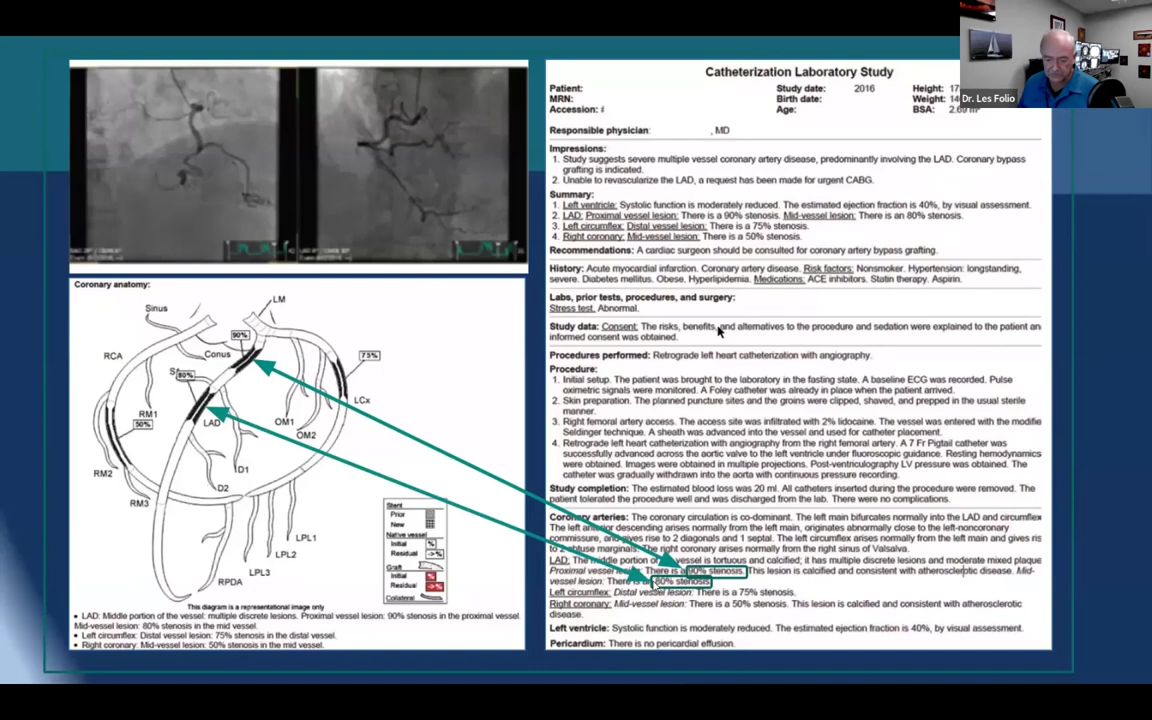 Dr. Les Folio
Coronary anatomy:
LM
Sinus
90%
RCA
Conus
75%
80%
LCx
RM1
50%
LAD
OM1
OM2
RM2
D1
D2
RM3
LPL1
LPL2
LPL3
RPDA
Stent
Prior
New
Native vessel
Initial %
Residual ->%
Graft
Initial %
Residual ->%
Collateral
This diagram is a representational image only
• LAD: Middle portion of the vessel: multiple discrete lesions. Proximal vessel lesion: 90% stenosis in the proximal vessel.
Mid-vessel lesion: 80% stenosis in the mid vessel.
• Left circumflex: Distal vessel lesion: 75% stenosis in the distal vessel.
• Right coronary: Mid-vessel lesion: 50% stenosis in the mid vessel.
Catheterization Laboratory Study
Patient: Study date: 2016 Height: 17
MRN: Birth date: Weight: 14
Accession: # Age: BSA:
Responsible physician: , MD
Impressions:
1. Study suggests severe multiple vessel coronary artery disease, predominantly involving the LAD. Coronary bypass
grafting is indicated.
2. Unable to revascularize the LAD, a request has been made for urgent CABG.
Summary:
1. Left ventricle: Systolic function is moderately reduced. The estimated ejection fraction is 40%, by visual assessment.
2. LAD: Proximal vessel lesion: There is a 90% stenosis. Mid-vessel lesion: There is an 80% stenosis.
3. Left circumflex: Distal vessel lesion: There is a 75% stenosis.
4. Right coronary: Mid-vessel lesion: There is a 50% stenosis.
Recommendations: A cardiac surgeon should be consulted for coronary artery bypass grafting.
History: Acute myocardial infarction. Coronary artery disease. Risk factors: Nonsmoker. Hypertension: longstanding,
severe. Diabetes mellitus. Obese. Hyperlipidemia. Medications: ACE inhibitors. Statin therapy. Aspirin.
Labs, prior tests, procedures, and surgery:
Stress test. Abnormal.
Study data: Consent: The risks, benefits, and alternatives to the procedure and sedation were explained to the patient an
informed consent was obtained.
Procedures performed: Retrograde left heart catheterization with angiography.
Procedure:
1. Initial setup. The patient was brought to the laboratory in the fasting state. A baseline ECG was recorded. Pulse
oximetric signals were monitored. A Foley catheter was already in place when the patient arrived.
2. Skin preparation. The planned puncture sites and the groins were clipped, shaved, and prepped in the usual sterile
manner.
3. Right femoral artery access. The access site was infiltrated with 2% lidocaine. The vessel was entered with the modifie
Seldinger technique. A sheath was advanced into the vessel and used for catheter placement.
4. Retrograde left heart catheterization with angiography from the right femoral artery. A 7 Fr Pigtail catheter was
successfully advanced across the aortic valve to the left ventricle under fluoroscopic guidance. Resting hemodynamics
were obtained. Images were obtained in multiple projections. Post-ventriculography LV pressure was obtained. The
catheter was gradually withdrawn into the aorta with continuous pressure recording.
Study completion: The estimated blood loss was 20 ml. All catheters inserted during the procedure were removed. The
patient tolerated the procedure well and was discharged from the lab. There were no complications.
Coronary arteries: The coronary circulation is co-dominant. The left main bifurcates normally into the LAD and circumflex
The left anterior descending arises normally from the left main, originates abnormally close to the left-noncoronary
commissure, and gives rise to 2 diagonals and 1 septal. The left circumflex arises normally from the left main and gives ris
to 2 obtuse marginals. The right coronary arises normally from the right sinus of Valsalva.
LAD: The middle portion of vessel is tortuous and calcified; it has multiple discrete lesions and moderate mixed plaque
Proximal vessel lesion: There is a 90% stenosis. This lesion is calcified and consistent with atherosclerotic disease. Mid-
vessel lesion: There is an 80% stenosis.
Left circumflex: Distal vessel lesion: There is a 75% stenosis.
Right coronary: Mid-vessel lesion: There is a 50% stenosis. This lesion is calcified and consistent with atherosclerotic
disease.
Left ventricle: Systolic function is moderately reduced. The estimated ejection fraction is 40%, by visual assessment.
Pericardium: There is no pericardial effusion.